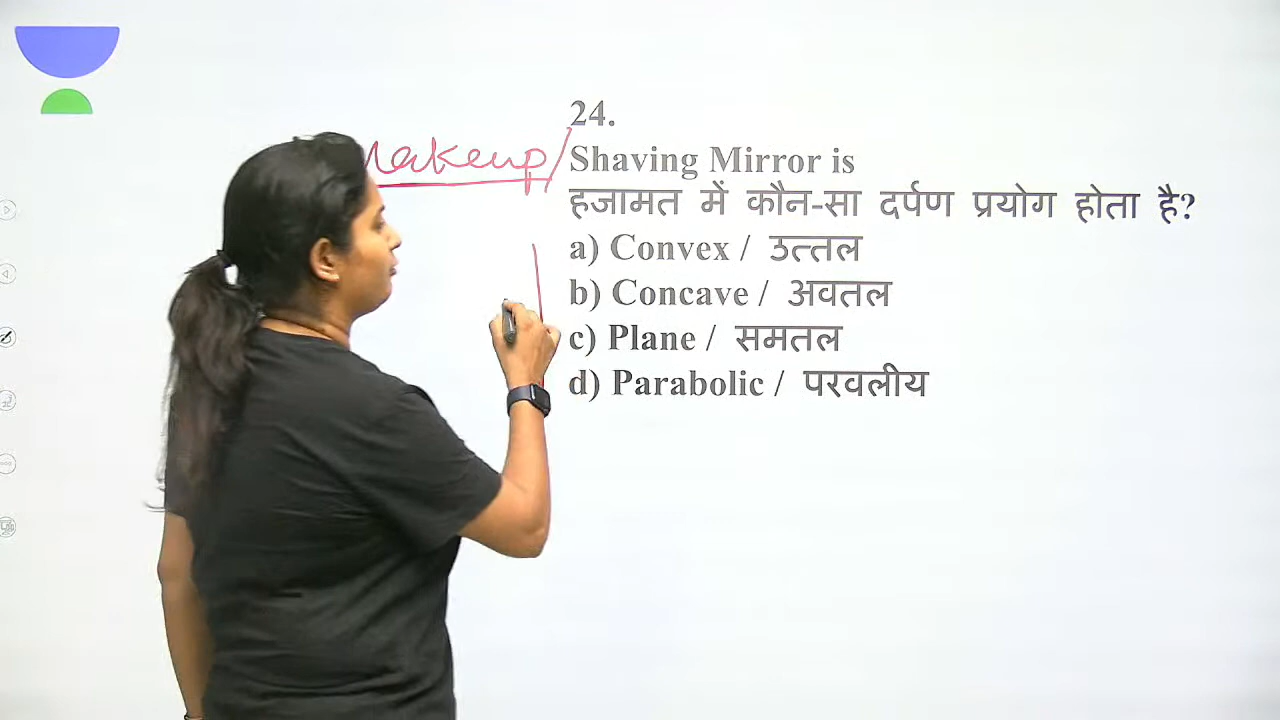 24.
Makeup/
Shaving Mirror is
हजामत में कौन-सा दर्पण प्रयोग होता है?
a) Convex / उत्तल
b) Concave / अवतल
c) Plane / समतल
d) Parabolic / परवलीय